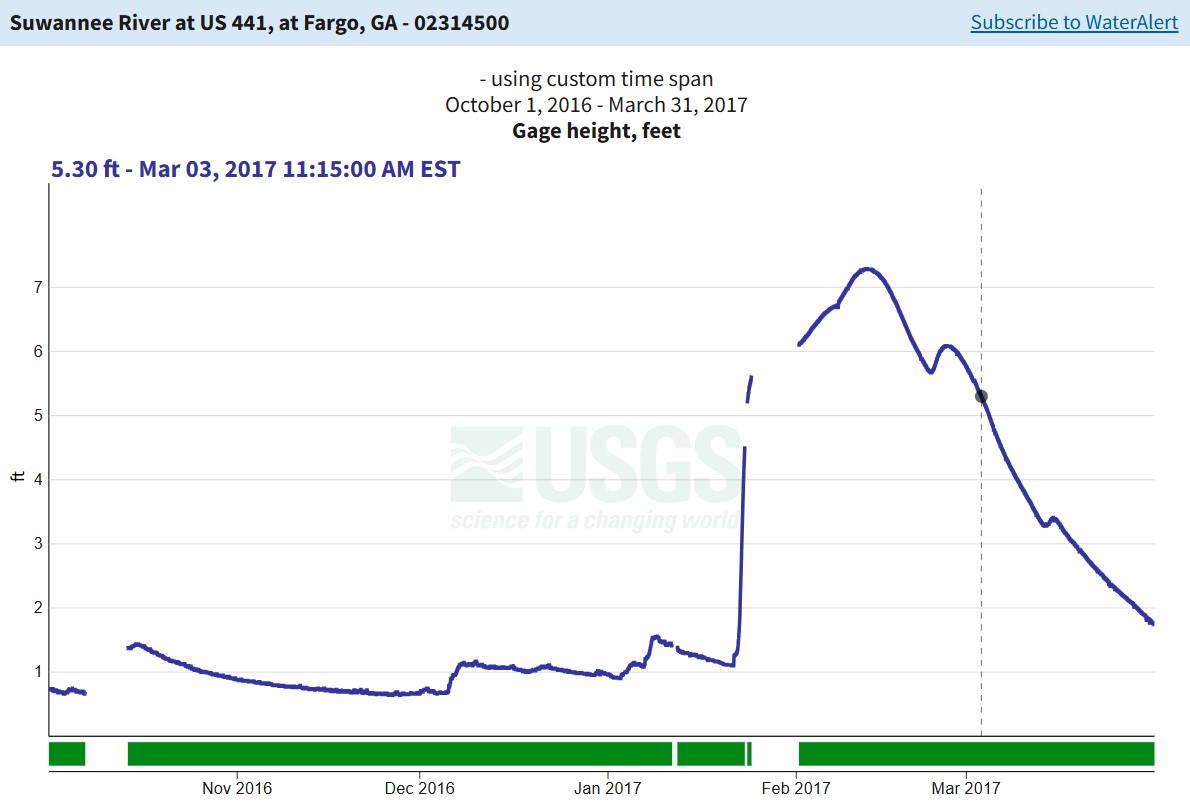 Suwannee River at US 441, at Fargo, GA - 02314500
Subscribe to WaterAlert
- using custom time span
October 1, 2016 - March 31, 2017
Gage height, feet
5.30 ft - Mar 03, 2017 11:15:00 AM EST
7
6
5
4
3
2
1
ft
USGS
science for a changing world
Nov 2016
Dec 2016
Jan 2017
Feb 2017
Mar 2017